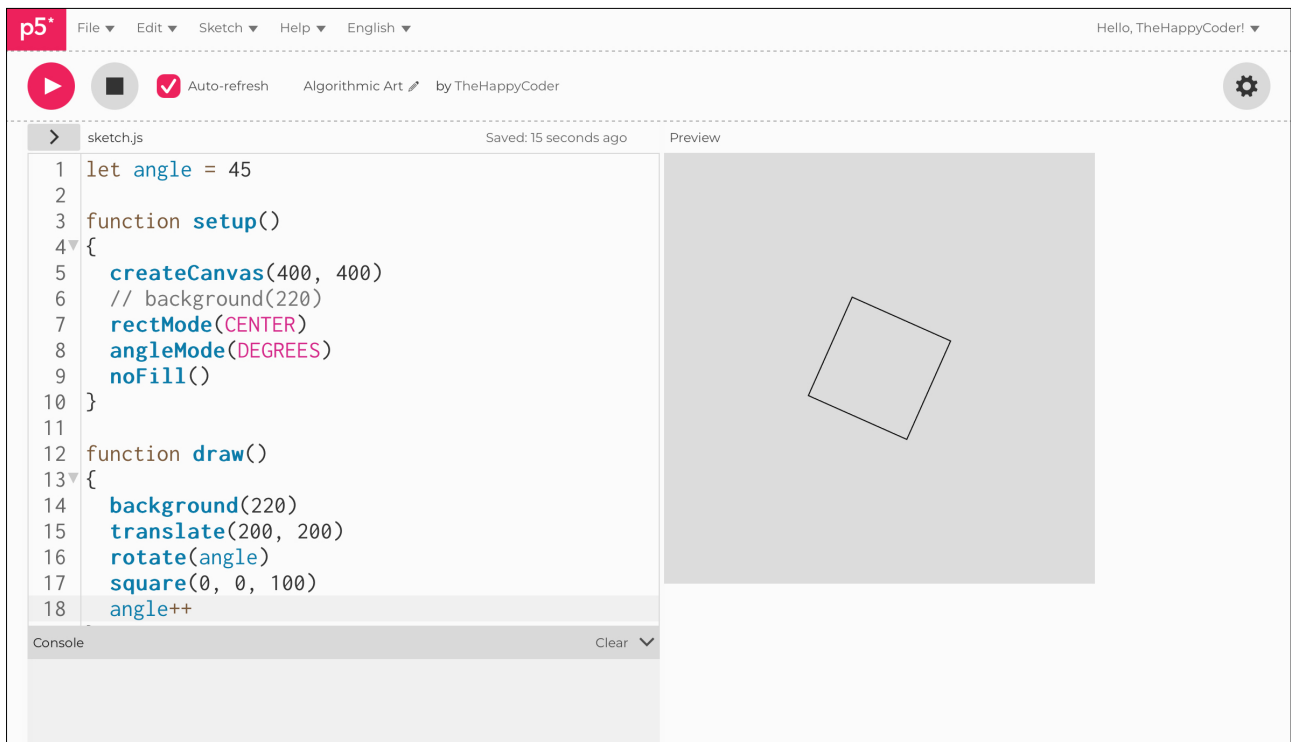 p5* File Edit Sketch Help English Hello, TheHappyCoder!
Auto-refresh Algorithmic Art by TheHappyCoder
sketch.js Saved: 15 seconds ago Preview
1 let angle = 45
2
3 function setup()
4 {
5 createCanvas(400, 400)
6 // background(220)
7 rectMode(CENTER)
8 angleMode(DEGREES)
9 noFill()
10 }
11
12 function draw()
13 {
14 background(220)
15 translate(200, 200)
16 rotate(angle)
17 square(0, 0, 100)
18 angle++
Console Clear